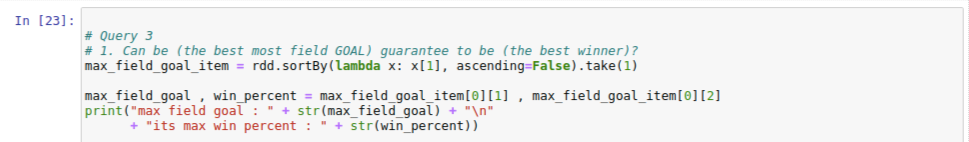 In [23]:
# Query 3
# 1. Can be (the best most field GOAL) guarantee to be (the best winner)?
max_field_goal_item = rdd.sortBy(lambda x: x[1], ascending=False).take(1)
max_field_goal , win_percent = max_field_goal_item[0][1] , max_field_goal_item[0][2]
print("max field goal : " + str(max_field_goal) + "\n"
+ "its max win percent : " + str(win_percent))